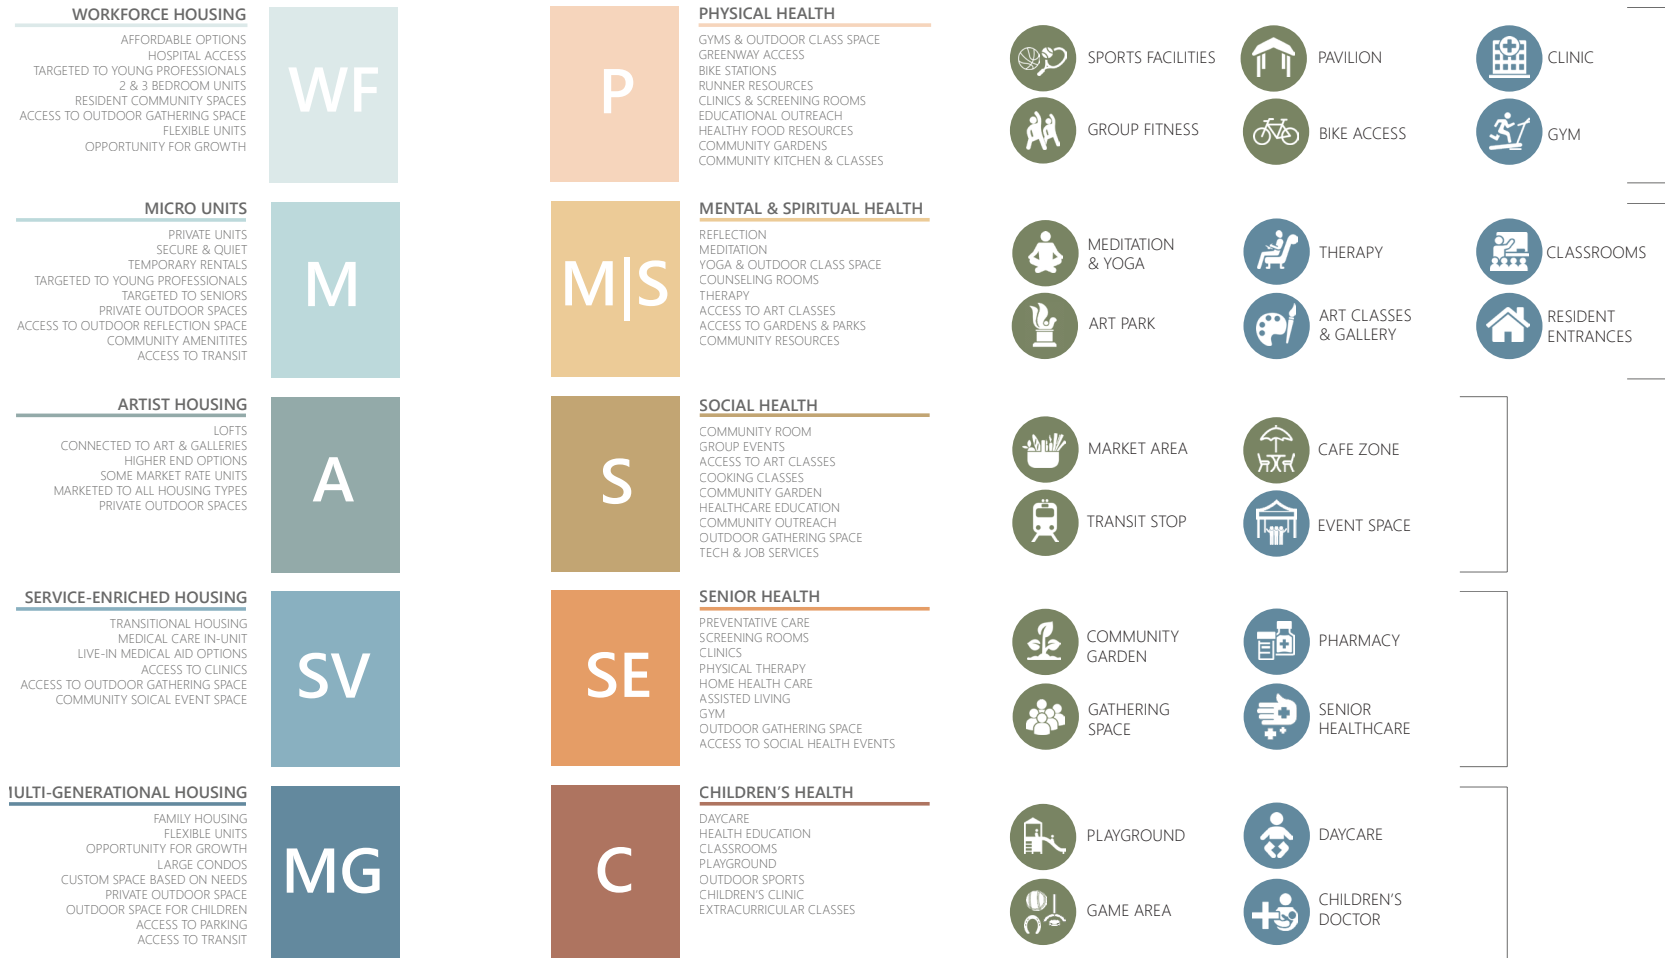 WORKFORCE HOUSING
AFFORDABLE OPTIONS
HOSPITAL ACCESS
TARGETED TO YOUNG PROFESSIONALS
2 & 3 BEDROOM UNITS
RESIDENT COMMUNITY SPACES
ACCESS TO OUTDOOR GATHERING SPACE
FLEXIBLE UNITS
OPPORTUNITY FOR GROWTH
WF
P
PHYSICAL HEALTH
GYMS & OUTDOOR CLASS SPACE
GREENWAY ACCESS
BIKE STATIONS
RUNNER RESOURCES
CLINICS & SCREENING ROOMS
EDUCATIONAL OUTREACH
HEALTHY FOOD RESOURCES
COMMUNITY GARDENS
COMMUNITY KITCHEN & CLASSES
SPORTS FACILITIES
PAVILION
CLINIC
GROUP FITNESS
BIKE ACCESS
GYM
MICRO UNITS
PRIVATE UNITS
SECURE & QUIET
TEMPORARY RENTALS
TARGETED TO YOUNG PROFESSIONALS
TARGETED TO SENIORS
PRIVATE OUTDOOR SPACES
ACCESS TO OUTDOOR REFLECTION SPACE
COMMUNITY AMENITITES
ACCESS TO TRANSIT
M
M|S
MENTAL & SPIRITUAL HEALTH
REFLECTION
MEDITATION
YOGA & OUTDOOR CLASS SPACE
COUNSELING ROOMS
THERAPY
ACCESS TO ART CLASSES
ACCESS TO GARDENS & PARKS
COMMUNITY RESOURCES
MEDITATION
& YOGA
THERAPY
CLASSROOMS
ART PARK
ART CLASSES
& GALLERY
RESIDENT
ENTRANCES
ARTIST HOUSING
LOFTS
CONNECTED TO ART & GALLERIES
HIGHER END OPTIONS
SOME MARKET RATE UNITS
MARKETED TO ALL HOUSING TYPES
PRIVATE OUTDOOR SPACES
A
S
SOCIAL HEALTH
COMMUNITY ROOM
GROUP EVENTS
ACCESS TO ART CLASSES
COOKING CLASSES
COMMUNITY GARDEN
HEALTHCARE EDUCATION
COMMUNITY OUTREACH
OUTDOOR GATHERING SPACE
TECH & JOB SERVICES
MARKET AREA
CAFE ZONE
TRANSIT STOP
EVENT SPACE
SERVICE-ENRICHED HOUSING
TRANSITIONAL HOUSING
MEDICAL CARE IN-UNIT
LIVE-IN MEDICAL AID OPTIONS
ACCESS TO CLINICS
ACCESS TO OUTDOOR GATHERING SPACE
COMMUNITY SOICAL EVENT SPACE
SV
SE
SENIOR HEALTH
PREVENTATIVE CARE
SCREENING ROOMS
CLINICS
PHYSICAL THERAPY
HOME HEALTH CARE
ASSISTED LIVING
GYM
OUTDOOR GATHERING SPACE
ACCESS TO SOCIAL HEALTH EVENTS
COMMUNITY
GARDEN
PHARMACY
GATHERING
SPACE
SENIOR
HEALTHCARE
ULTI-GENERATIONAL HOUSING
FAMILY HOUSING
FLEXIBLE UNITS
OPPORTUNITY FOR GROWTH
LARGE CONDOS
CUSTOM SPACE BASED ON NEEDS
PRIVATE OUTDOOR SPACE
OUTDOOR SPACE FOR CHILDREN
ACCESS TO PARKING
ACCESS TO TRANSIT
MG
C
CHILDREN'S HEALTH
DAYCARE
HEALTH EDUCATION
CLASSROOMS
PLAYGROUND
OUTDOOR SPORTS
CHILDREN'S CLINIC
EXTRACURRICULAR CLASSES
PLAYGROUND
DAYCARE
GAME AREA
CHILDREN'S
DOCTOR